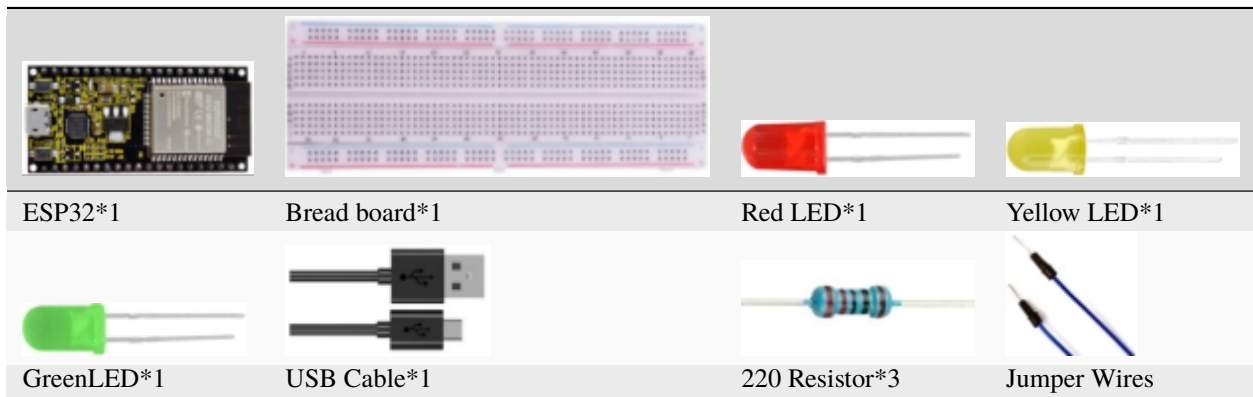 ESP32*1 Bread board*1 Red LED*1 Yellow LED*1
GreenLED*1 USB Cable*1 220 Resistor*3 Jumper Wires